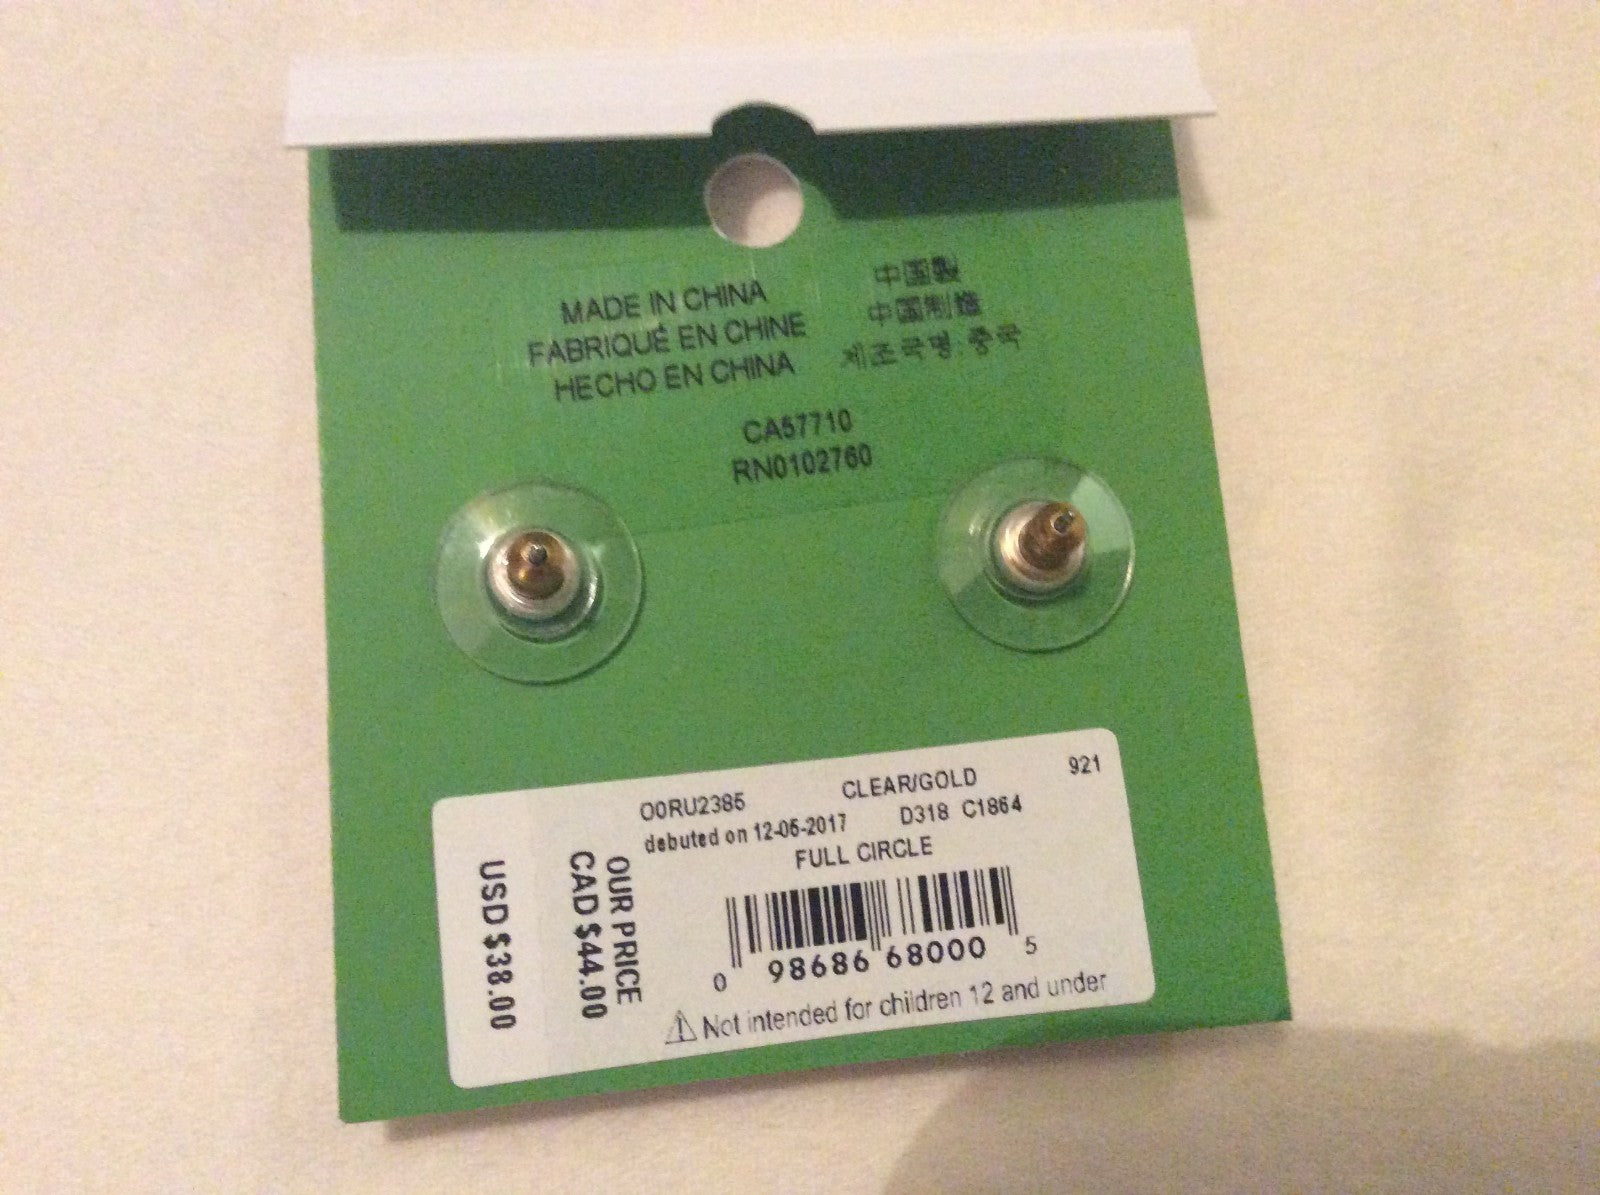 MADE IN CHINA
FABRIQUÉ EN CHINE
HECHO EN CHINA
中国製
中国制造
제조국명: 중국
CA57710
RN0102760
O0RU2385 CLEAR/GOLD 921
debuted on 12-06-2017 D318 C1864
FULL CIRCLE
OUR PRICE
CAD $44.00
USD $38.00
0 98686 68000 5
⚠ Not intended for children 12 and under